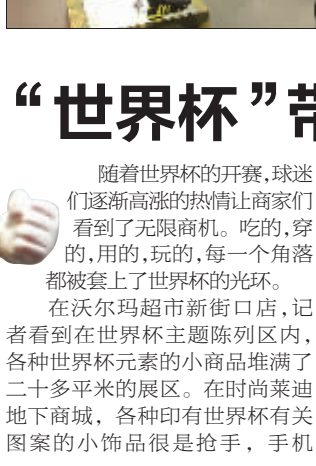 “世界杯”带
随着世界杯的开赛,球迷
们逐渐高涨的热情让商家们
看到了无限商机。吃的,穿
的,用的,玩的,每一个角落
都被套上了世界杯的光环。
在沃尔玛超市新街口店,记
者看到在世界杯主题陈列区内,
各种世界杯元素的小商品堆满了
二十多平米的展区。在时尚莱迪
地下商城，各种印有世界杯有关
图案的小饰品很是抢手，手机